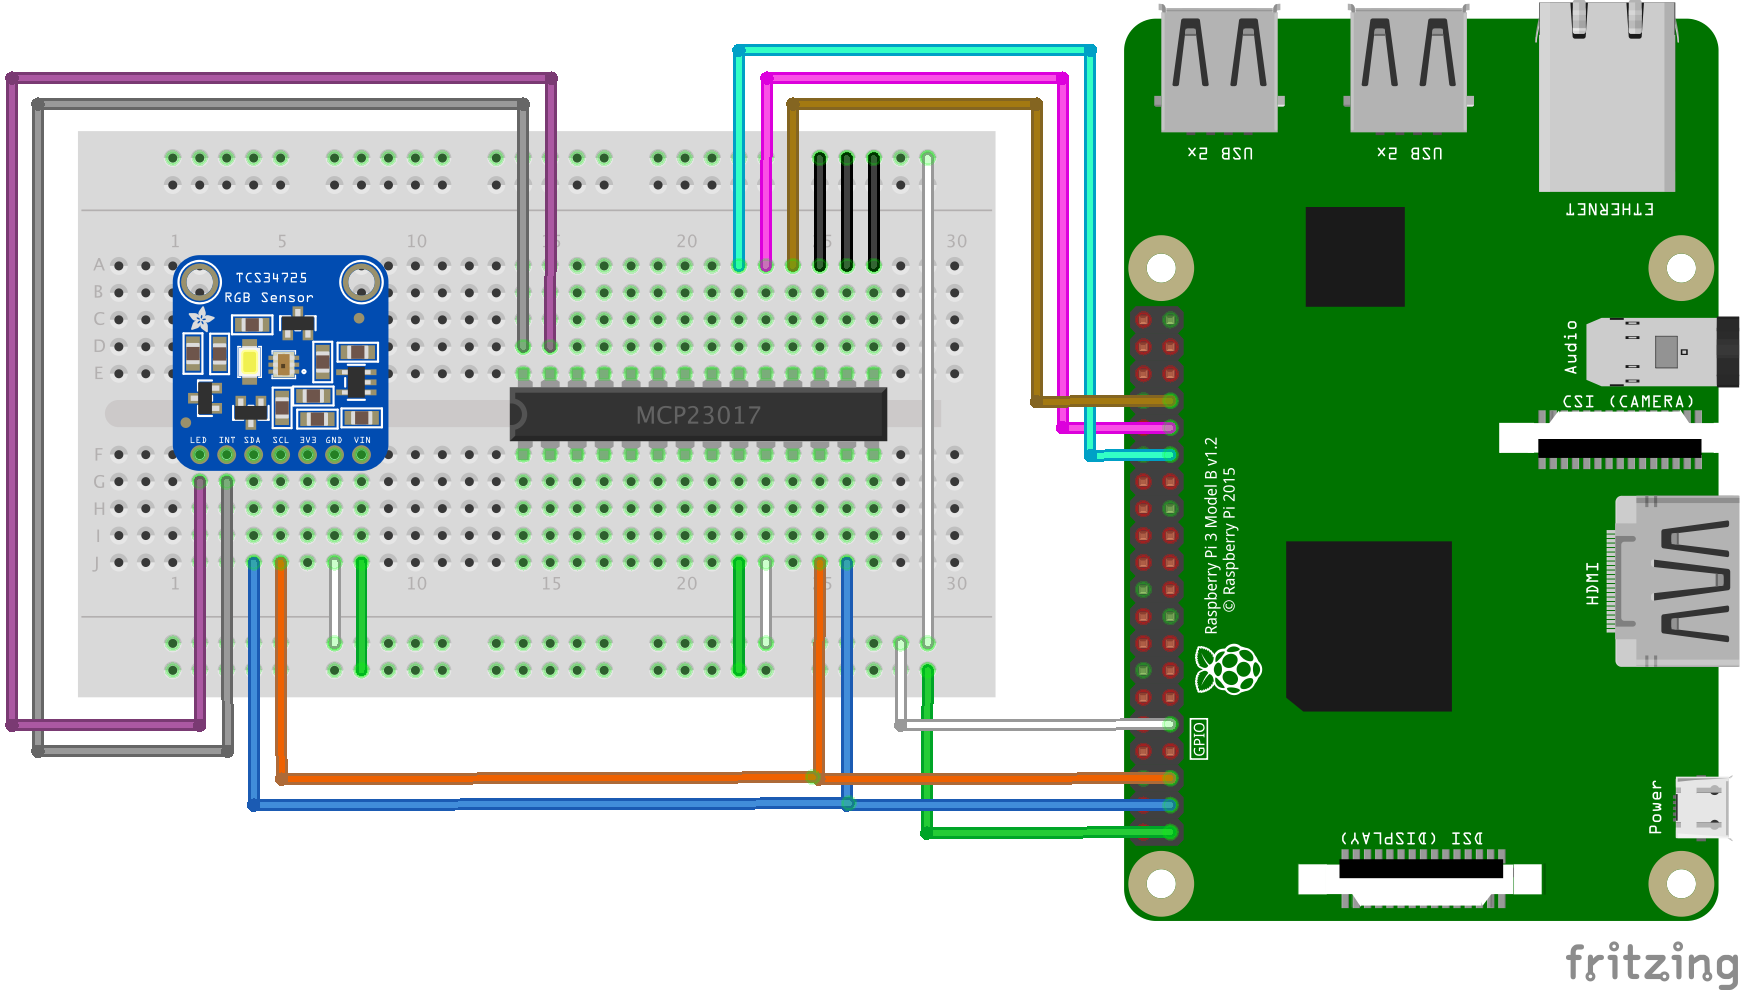 USB 2x
USB 2x
ETHERNET
1
5
10
15
20
30
A
B
C
D
E
TCS34725
RGB Sensor
MCP23017
LED INT SDA SCL 3V3 GND VIN
F
G
H
I
J
1
10
15
20
25
30
Audio
CSI (CAMERA)
Raspberry Pi 3 Model B v1.2
© Raspberry Pi 2015
HDMI
GPIO
Power
DSI (DISPLAY)
fritzing